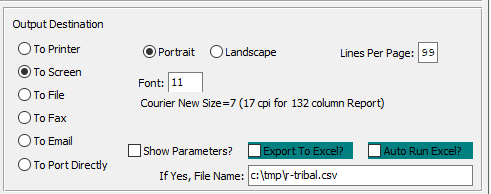 Output Destination
To Printer
Portrait
Landscape
Lines Per Page: 99
To Screen
To File
Font: 11
Courier New Size=7 (17 cpi for 132 column Report)
To Fax
To Email
Show Parameters?
Export To Excel?
Auto Run Excel?
To Port Directly
If Yes, File Name: c:\tmp\r-tribal.csv